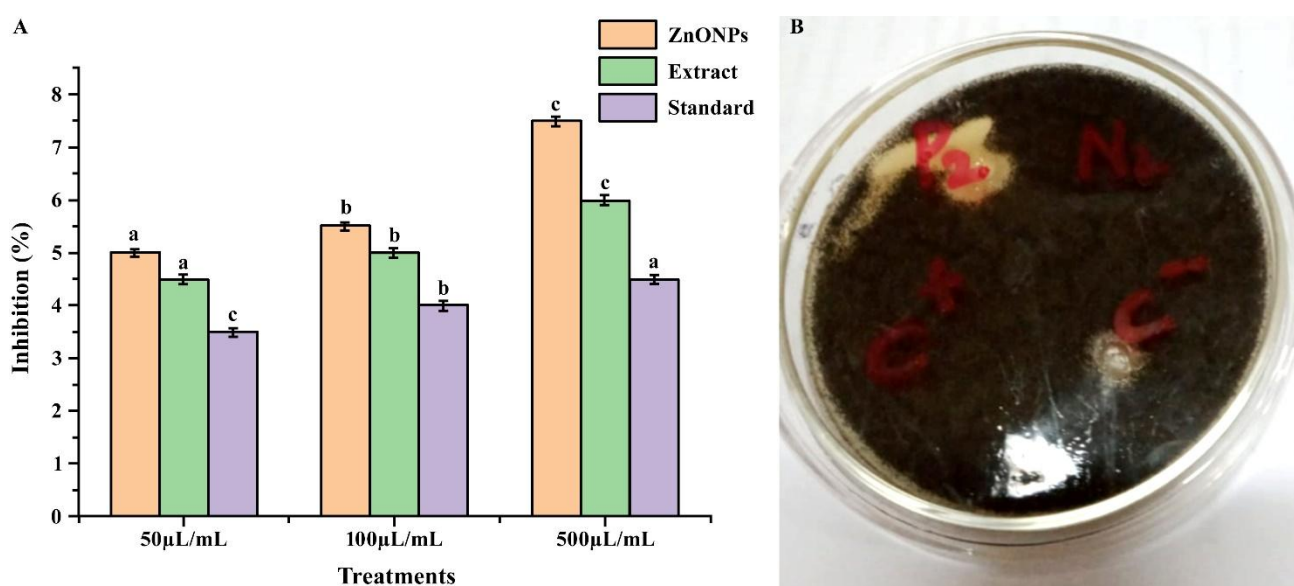 A
ZnONPs
Extract
Standard
Inhibition (%)
8
7
6
5
4
3
2
1
0
a
a
c
b
b
b
c
c
a
50µL/mL
100µL/mL
500µL/mL
Treatments
B
P2.
N2
C+
C-